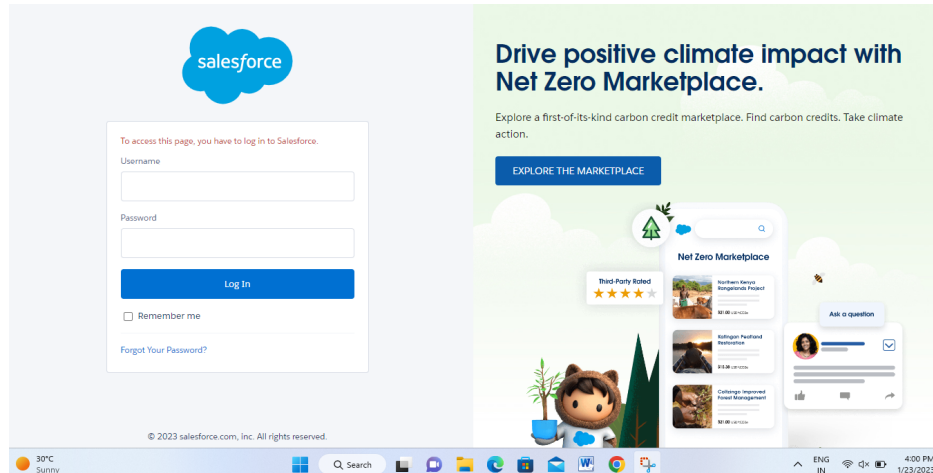 salesforce
To access this page, you have to log in to Salesforce.
Username
Password
Log In
Remember me
Forgot Your Password?
© 2023 salesforce.com, inc. All rights reserved.
Drive positive climate impact with
Net Zero Marketplace.
Explore a first-of-its-kind carbon credit marketplace. Find carbon credits. Take climate
action.
EXPLORE THE MARKETPLACE
Net Zero Marketplace
Third-Party Rated
Northern Kenya
Rangelands Project
Katingan Peatland
Restoration
Cofizango Improved
Forest Management
Ask a question
30°C
Sunny
Search
ENG
IN
4:00 PM